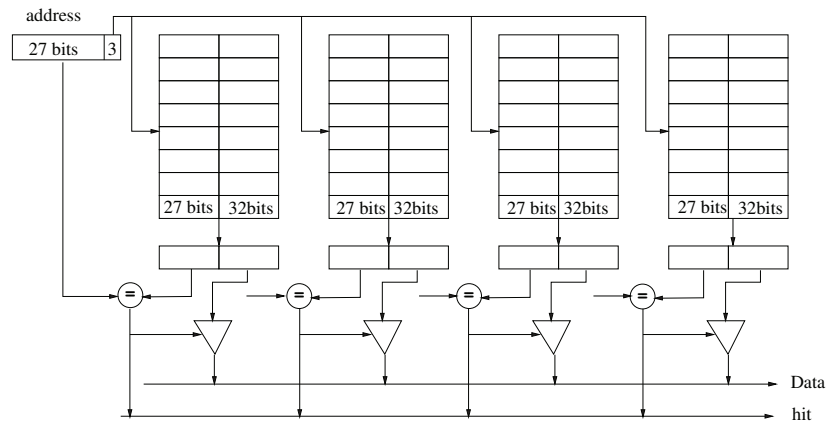 address
27 bits 3
27 bits 32bits 27 bits 32bits 27 bits 32bits 27 bits 32bits
= = = =
Data
hit